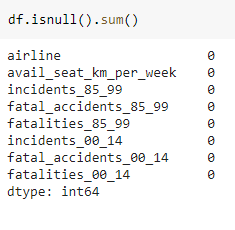 df.isnull().sum()
airline 0
avail_seat_km_per_week 0
incidents_85_99 0
fatal_accidents_85_99 0
fatalities_85_99 0
incidents_00_14 0
fatal_accidents_00_14 0
fatalities_00_14 0
dtype: int64